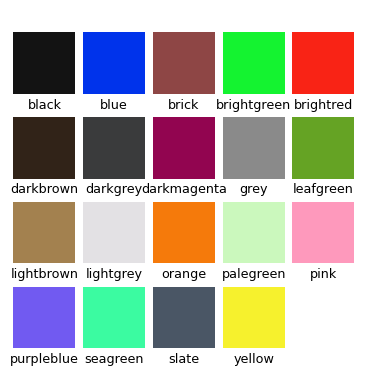 black blue brick brightgreen brightred
darkbrown darkgrey darkmagenta grey leafgreen
lightbrown lightgrey orange palegreen pink
purpleblue seagreen slate yellow